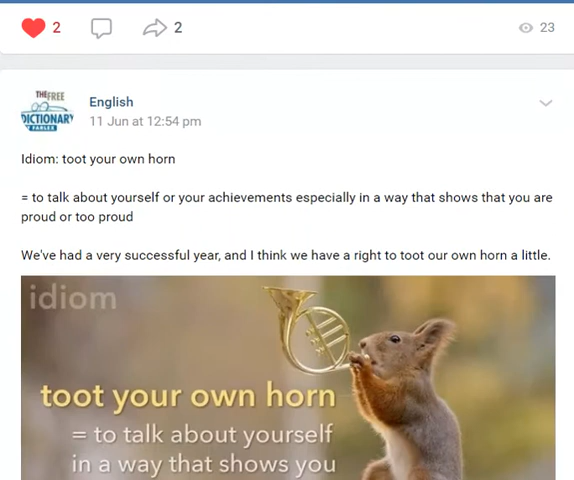 2
2
23
THE FREE
DICTIONARY
BY FARLEX
English
11 Jun at 12:54 pm
Idiom: toot your own horn
= to talk about yourself or your achievements especially in a way that shows that you are
proud or too proud
We've had a very successful year, and I think we have a right to toot our own horn a little.
idiom
toot your own horn
= to talk about yourself
in a way that shows you